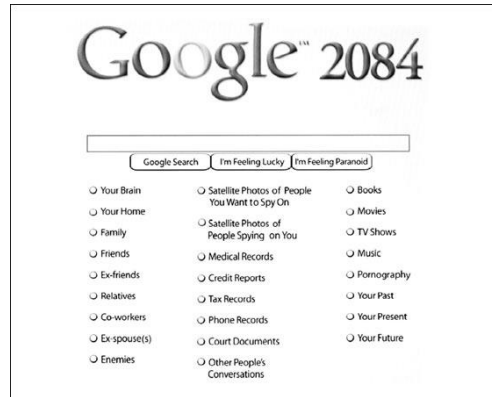 Google™ 2084
Google Search
I'm Feeling Lucky
I'm Feeling Paranoid
Your Brain
Your Home
Family
Friends
Ex-friends
Relatives
Co-workers
Ex-spouse(s)
Enemies
Satellite Photos of People
You Want to Spy On
Satellite Photos of
People Spying on You
Medical Records
Credit Reports
Tax Records
Phone Records
Court Documents
Other People's
Conversations
Books
Movies
TV Shows
Music
Pornography
Your Past
Your Present
Your Future